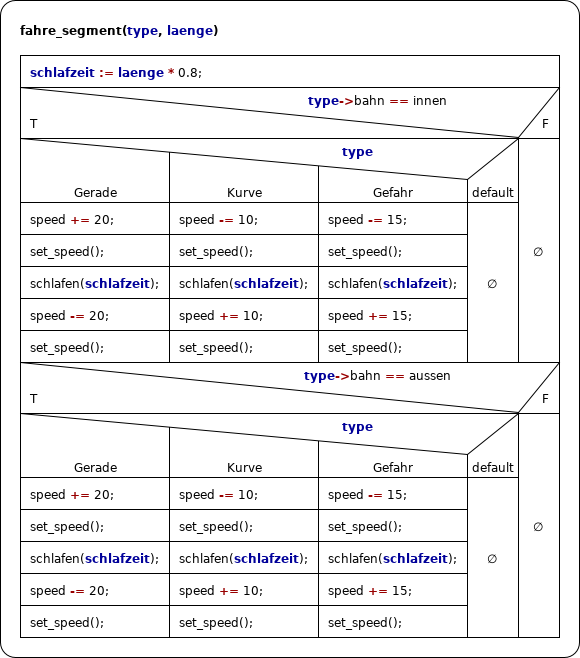 fahre_segment(type, laenge)
schlafzeit := laenge * 0.8;
type->bahn == innen
T F
type
Gerade Kurve Gefahr default
speed += 20; speed -= 10; speed -= 15;
set_speed(); set_speed(); set_speed(); ∅
schlafen(schlafzeit); schlafen(schlafzeit); schlafen(schlafzeit); ∅
speed -= 20; speed += 10; speed += 15;
set_speed(); set_speed(); set_speed();
type->bahn == aussen
T F
type
Gerade Kurve Gefahr default
speed += 20; speed -= 10; speed -= 15;
set_speed(); set_speed(); set_speed(); ∅
schlafen(schlafzeit); schlafen(schlafzeit); schlafen(schlafzeit); ∅
speed -= 20; speed += 10; speed += 15;
set_speed(); set_speed(); set_speed();